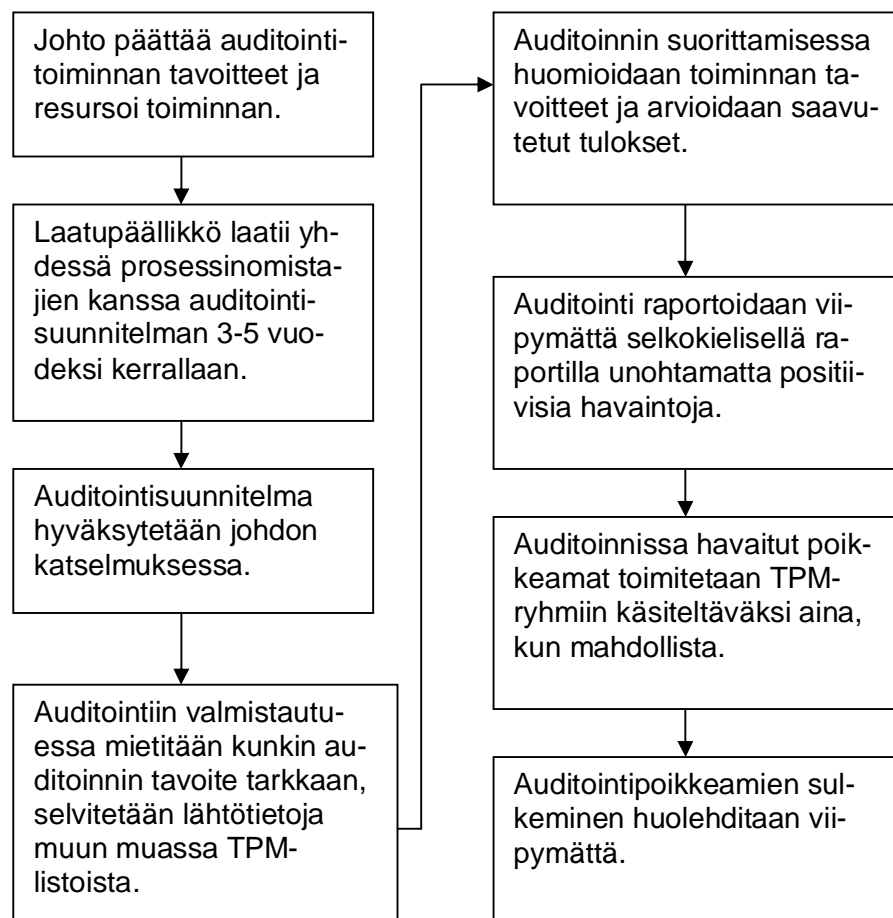 Johto päättää auditointi-
toiminnan tavoitteet ja
resursoi toiminnan.
Laatupäällikkö laatii yh-
dessä prosessinomista-
jien kanssa auditointi-
suunnitelman 3-5 vuo-
deksi kerrallaan.
Auditointisuunnitelma
hyväksytetään johdon
katselmuksessa.
Auditointiin valmistautu-
essa mietitään kunkin au-
ditoinnin tavoite tarkkaan,
selvitetään lähtötietoja
muun muassa TPM-
listoista.
Auditoinnin suorittamisessa
huomioidaan toiminnan ta-
voitteet ja arvioidaan saavu-
tetut tulokset.
Auditointi raportoidaan vii-
pymättä selkokielisellä ra-
portilla unohtamatta positii-
visia havaintoja.
Auditoinnissa havaitut poik-
keamat toimitetaan TPM-
ryhmiin käsiteltäväksi aina,
kun mahdollista.
Auditointipoikkeamien sul-
keminen huolehditaan vii-
pymättä.